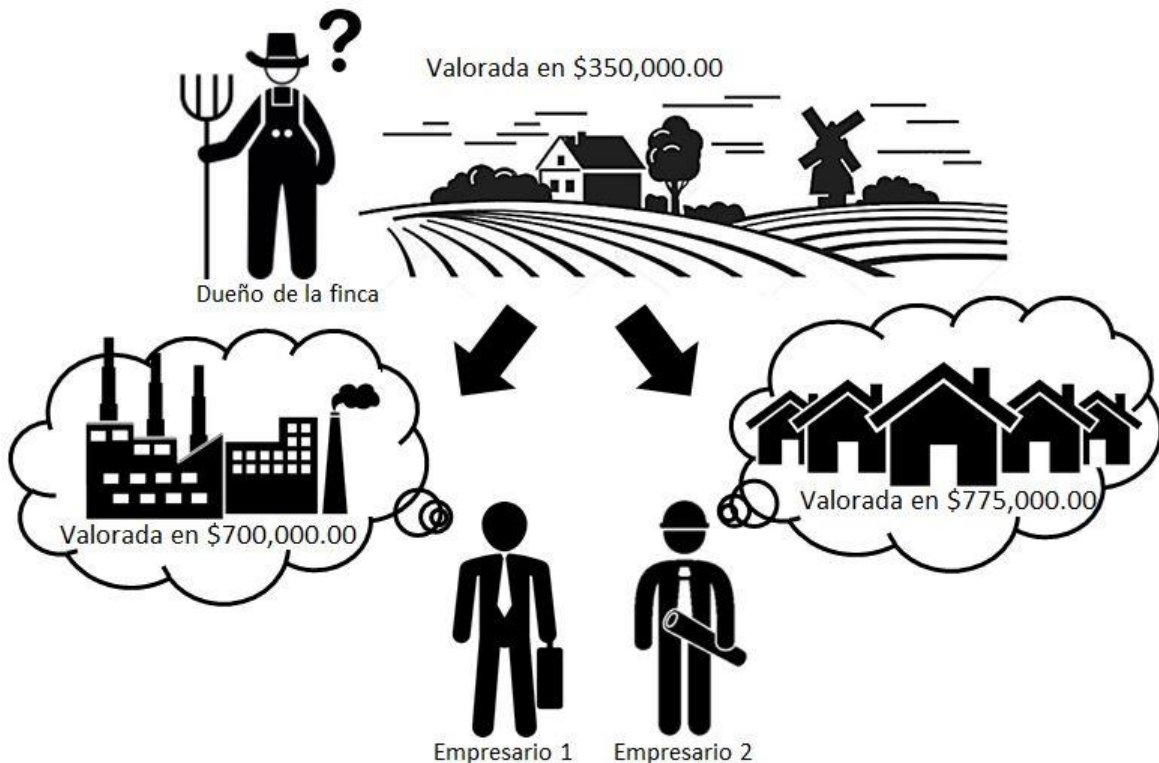 ?
Valorada en $350,000.00
Dueño de la finca
Valorada en $700,000.00
Valorada en $775,000.00
Empresario 1
Empresario 2